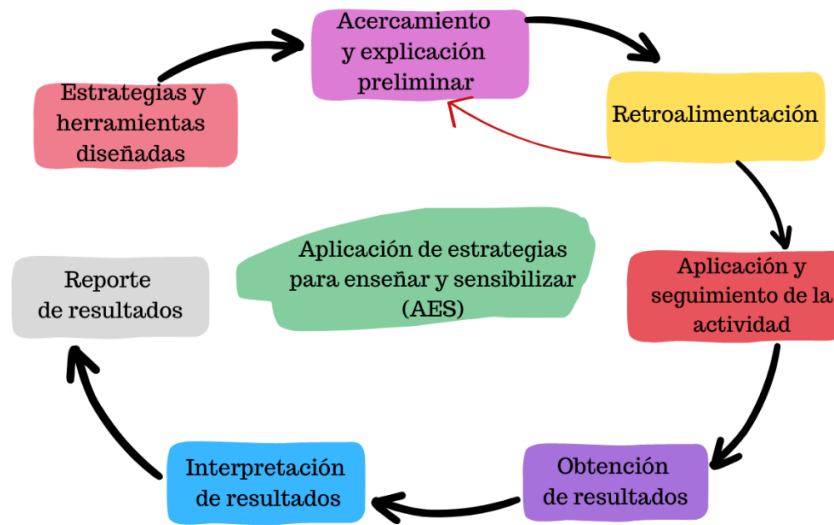 Acercamiento
y explicación
preliminar
Estrategias y
herramientas
diseñadas
Retroalimentación
Aplicación de estrategias
para enseñar y sensibilizar
(AES)
Reporte
de resultados
Aplicación y
seguimiento de la
actividad
Interpretación
de resultados
Obtención
de resultados